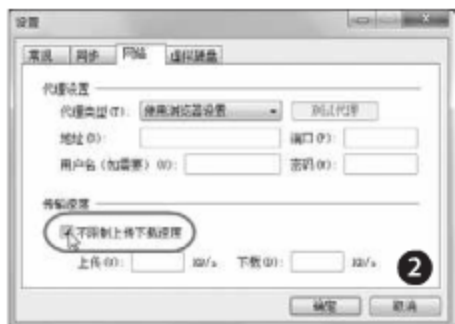 设置
常规 同步 网络 虚拟硬盘
代理设置
代理类型(T): 使用浏览器设置 测试代理
地址(I): 端口(P):
用户名(如需要)(U): 密码(W):
传输速度
不限制上传下载速度
上传(U): KB/s 下载(D): KB/s
2
确定 取消